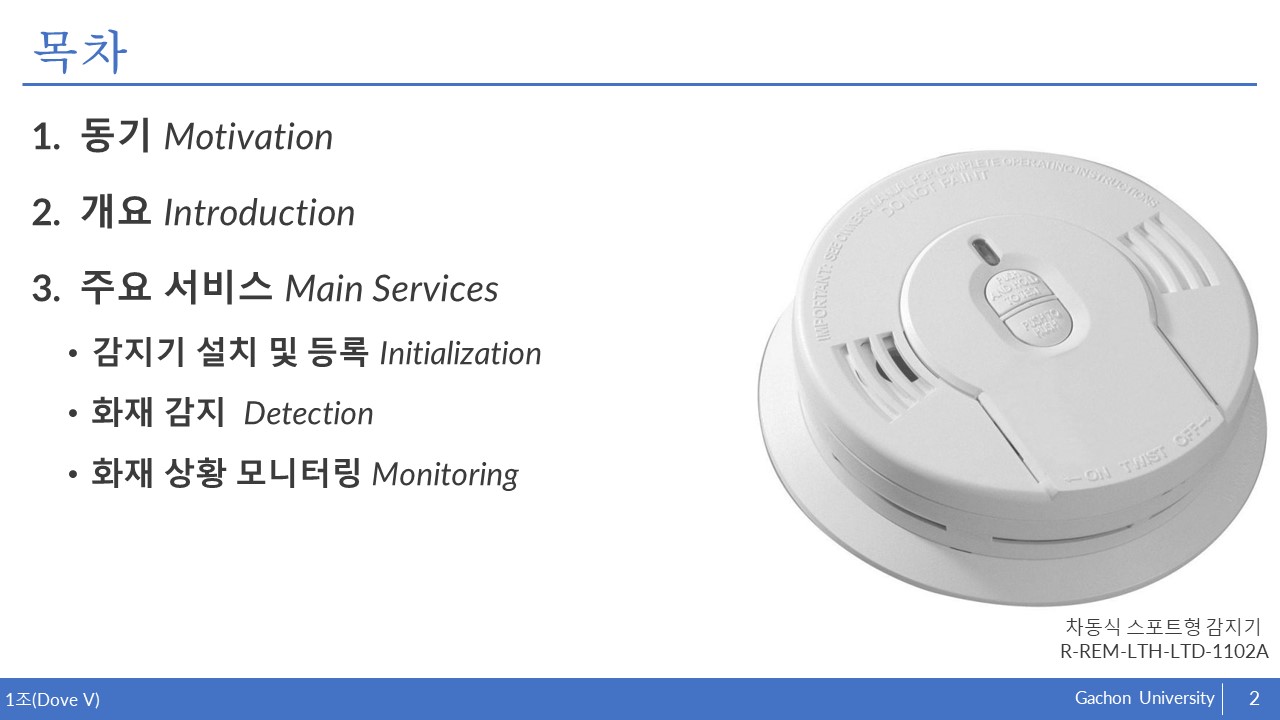 목차
1. 동기 Motivation
2. 개요 Introduction
3. 주요 서비스 Main Services
• 감지기 설치 및 등록 Initialization
• 화재 감지 Detection
• 화재 상황 모니터링 Monitoring
IMPORTANT: SEE OWNERS MANUAL FOR COMPLETE OPERATING INSTRUCTIONS
DO NOT PAINT
PUSH TO
←ON TWIST OFF→
차동식 스포트형 감지기
R-REM-LTH-LTD-1102A
1조(Dove V)
Gachon University
2